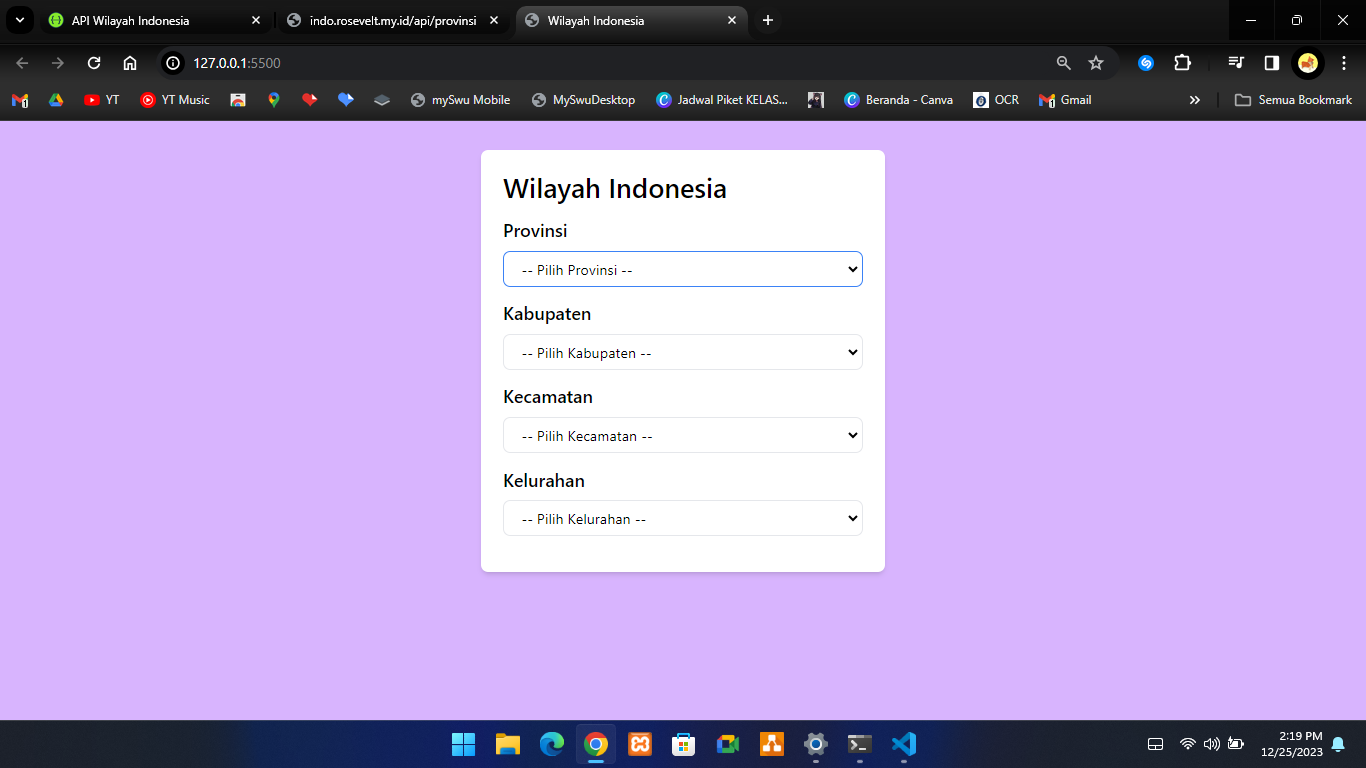 API Wilayah Indonesia
indo.rosevelt.my.id/api/provinsi
Wilayah Indonesia
127.0.0.1:5500
YT
YT Music
mySwu Mobile
MySwuDesktop
Jadwal Piket KELAS...
Beranda - Canva
OCR
Gmail
Semua Bookmark
Wilayah Indonesia
Provinsi
-- Pilih Provinsi --
Kabupaten
-- Pilih Kabupaten --
Kecamatan
-- Pilih Kecamatan --
Kelurahan
-- Pilih Kelurahan --
2:19 PM
12/25/2023